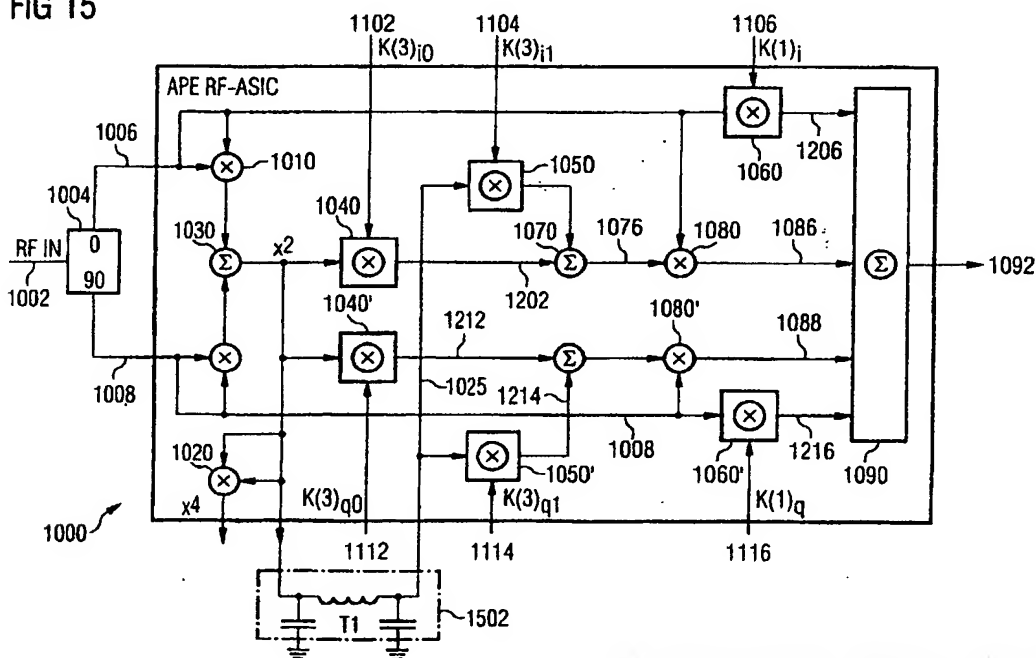 FIG 15
1102
K(3)i0
1104
K(3)i1
1106
K(1)i
APE RF-ASIC
1006
1010
1050
1060
1206
1004
0
90
RF IN
1002
1030
Σ
x2
1040
1202
1070
Σ
1076
1080
1086
Σ
1092
1040'
1212
1080'
1088
1008
1025
1214
Σ
1008
1020
x4
1050'
1060'
1216
1090
1000
K(3)q0
K(3)q1
K(1)q
1112
1114
1116
T1
1502